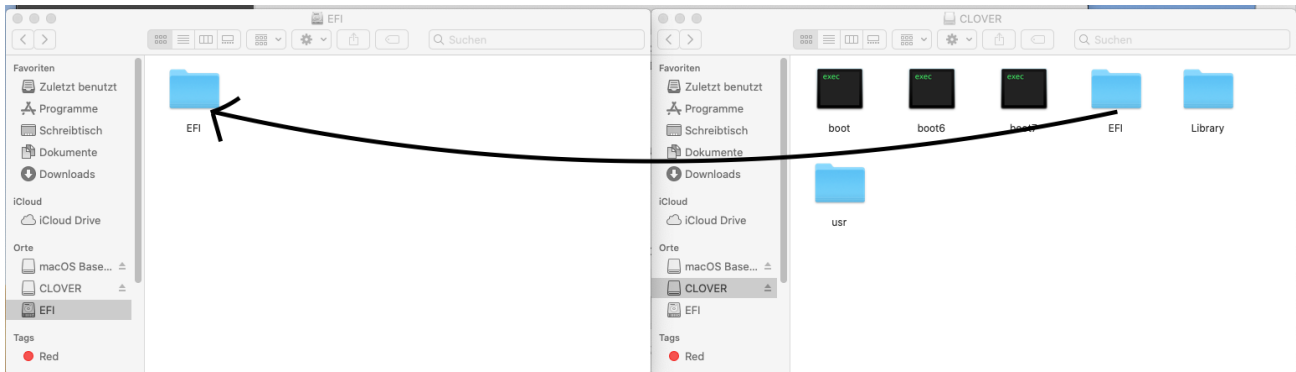 EFI
Suchen
Favoriten
Zuletzt benutzt
Programme
Schreibtisch
Dokumente
Downloads
iCloud
iCloud Drive
Orte
macOS Base...
CLOVER
EFI
Tags
Red
EFI
CLOVER
Suchen
Favoriten
Zuletzt benutzt
Programme
Schreibtisch
Dokumente
Downloads
iCloud
iCloud Drive
Orte
macOS Base...
CLOVER
EFI
Tags
Red
exec exec exec
boot boot6 boot7 EFI Library
usr